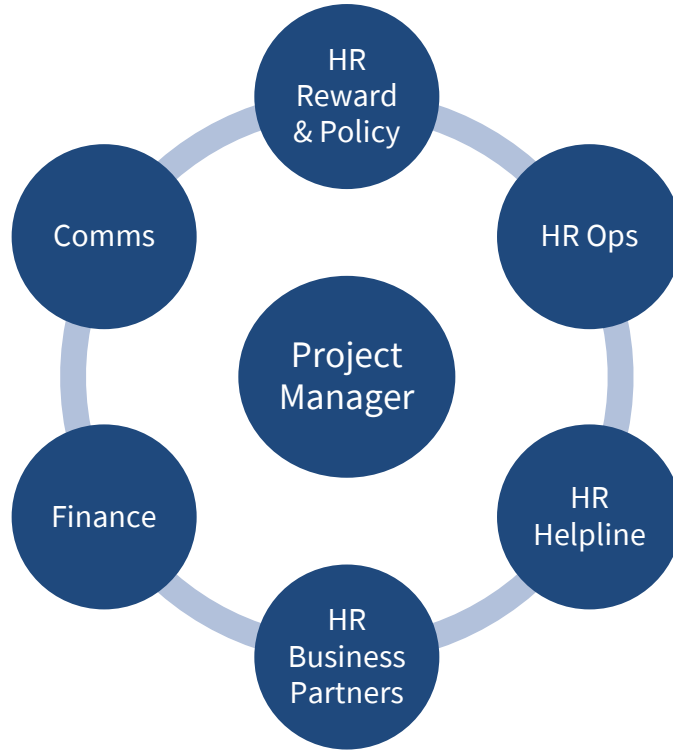 HR
Reward
& Policy
Comms
HR Ops
Project
Manager
Finance
HR
Helpline
HR
Business
Partners